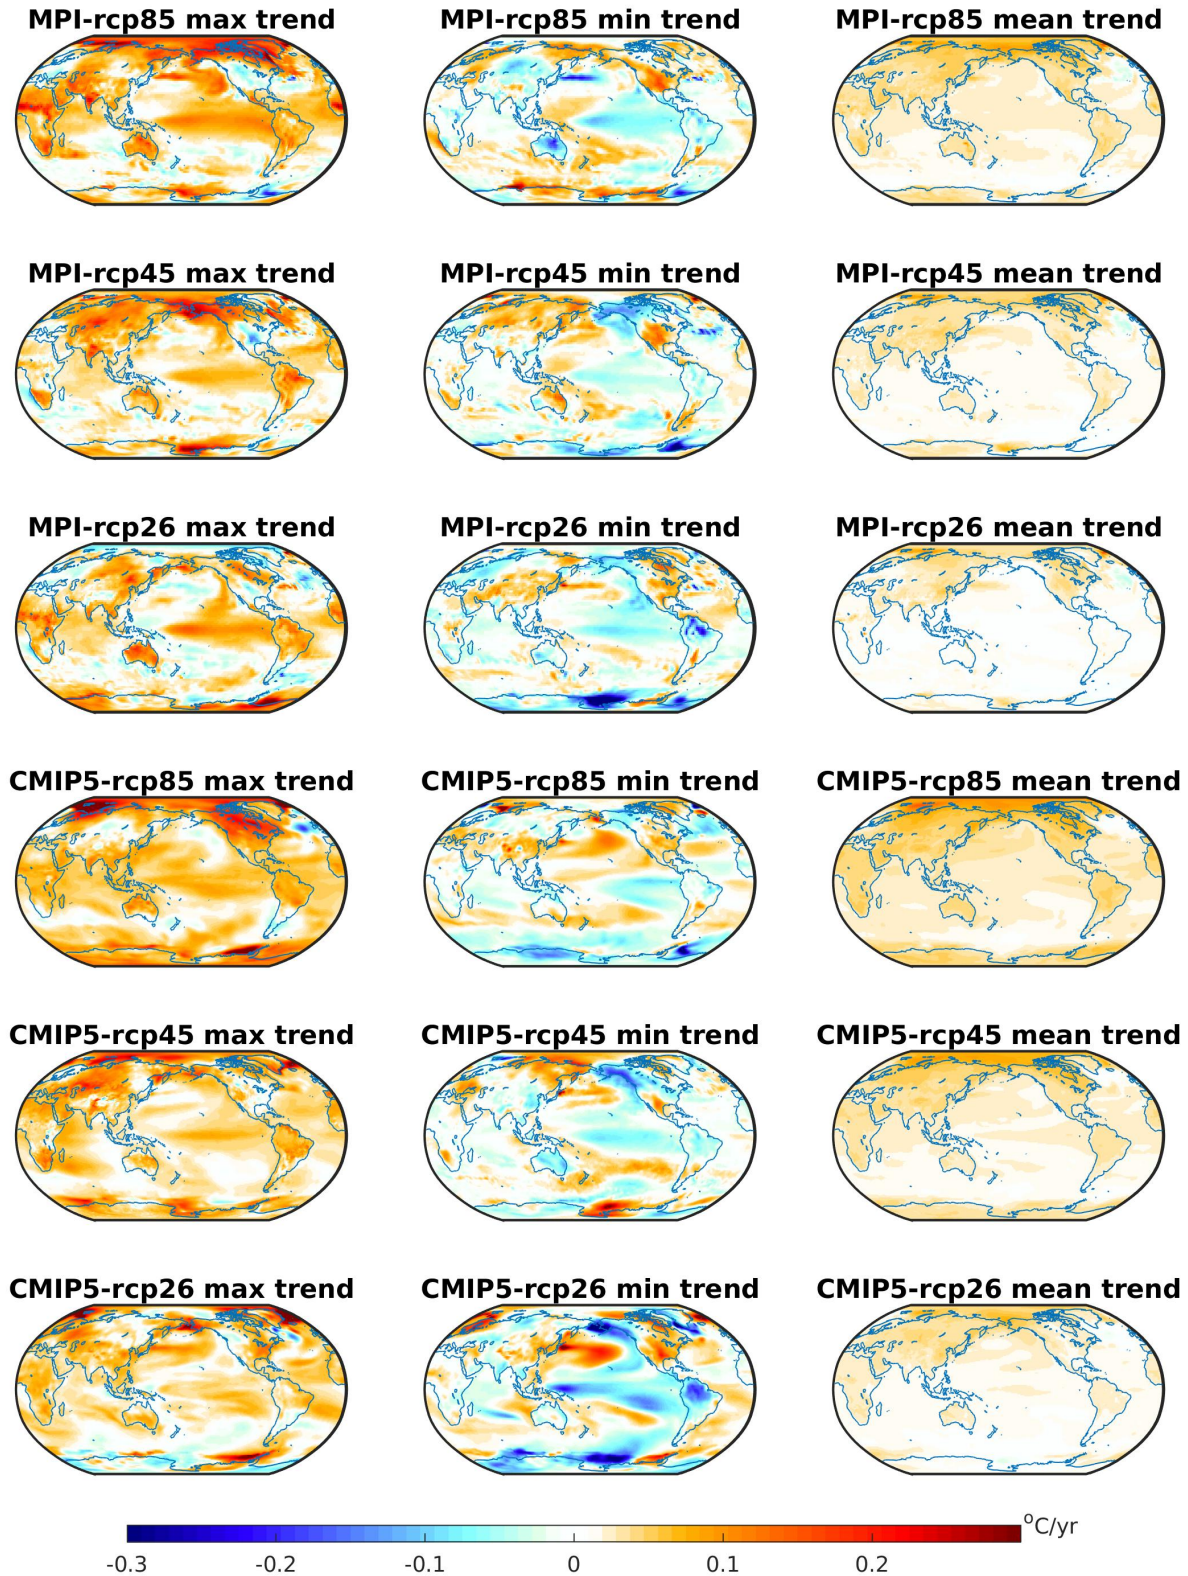 MPI-rcp85 max trend MPI-rcp85 min trend MPI-rcp85 mean trend
MPI-rcp45 max trend MPI-rcp45 min trend MPI-rcp45 mean trend
MPI-rcp26 max trend MPI-rcp26 min trend MPI-rcp26 mean trend
CMIP5-rcp85 max trend CMIP5-rcp85 min trend CMIP5-rcp85 mean trend
CMIP5-rcp45 max trend CMIP5-rcp45 min trend CMIP5-rcp45 mean trend
CMIP5-rcp26 max trend CMIP5-rcp26 min trend CMIP5-rcp26 mean trend
°C/yr
-0.3 -0.2 -0.1 0 0.1 0.2